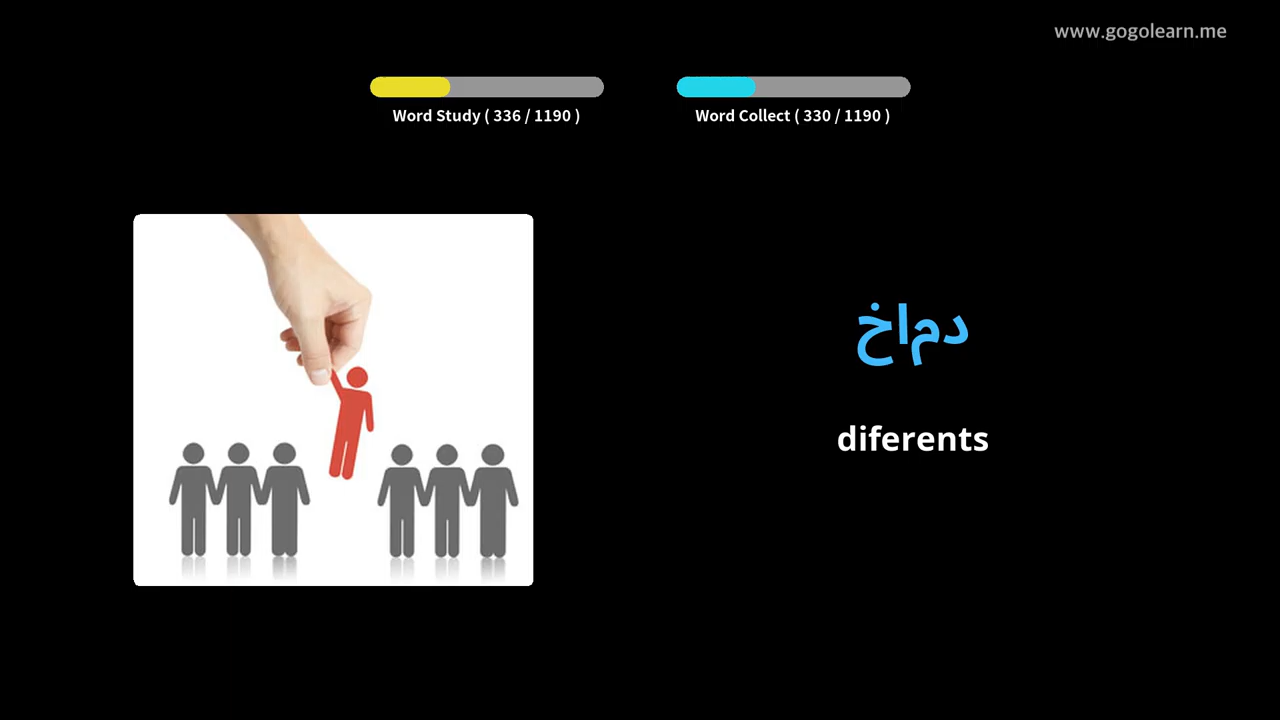 www.gogolearn.me
Word Study ( 336 / 1190 )
Word Collect ( 330 / 1190 )
دماخ
diferents